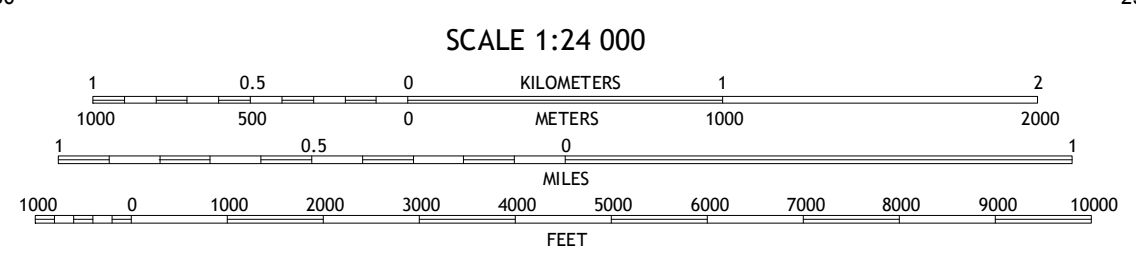 SCALE 1:24 000
1 0.5 0 KILOMETERS 1 2
1000 500 0 METERS 1000 2000
1 0.5 0 1
MILES
1000 0 1000 2000 3000 4000 5000 6000 7000 8000 9000 10000
FEET